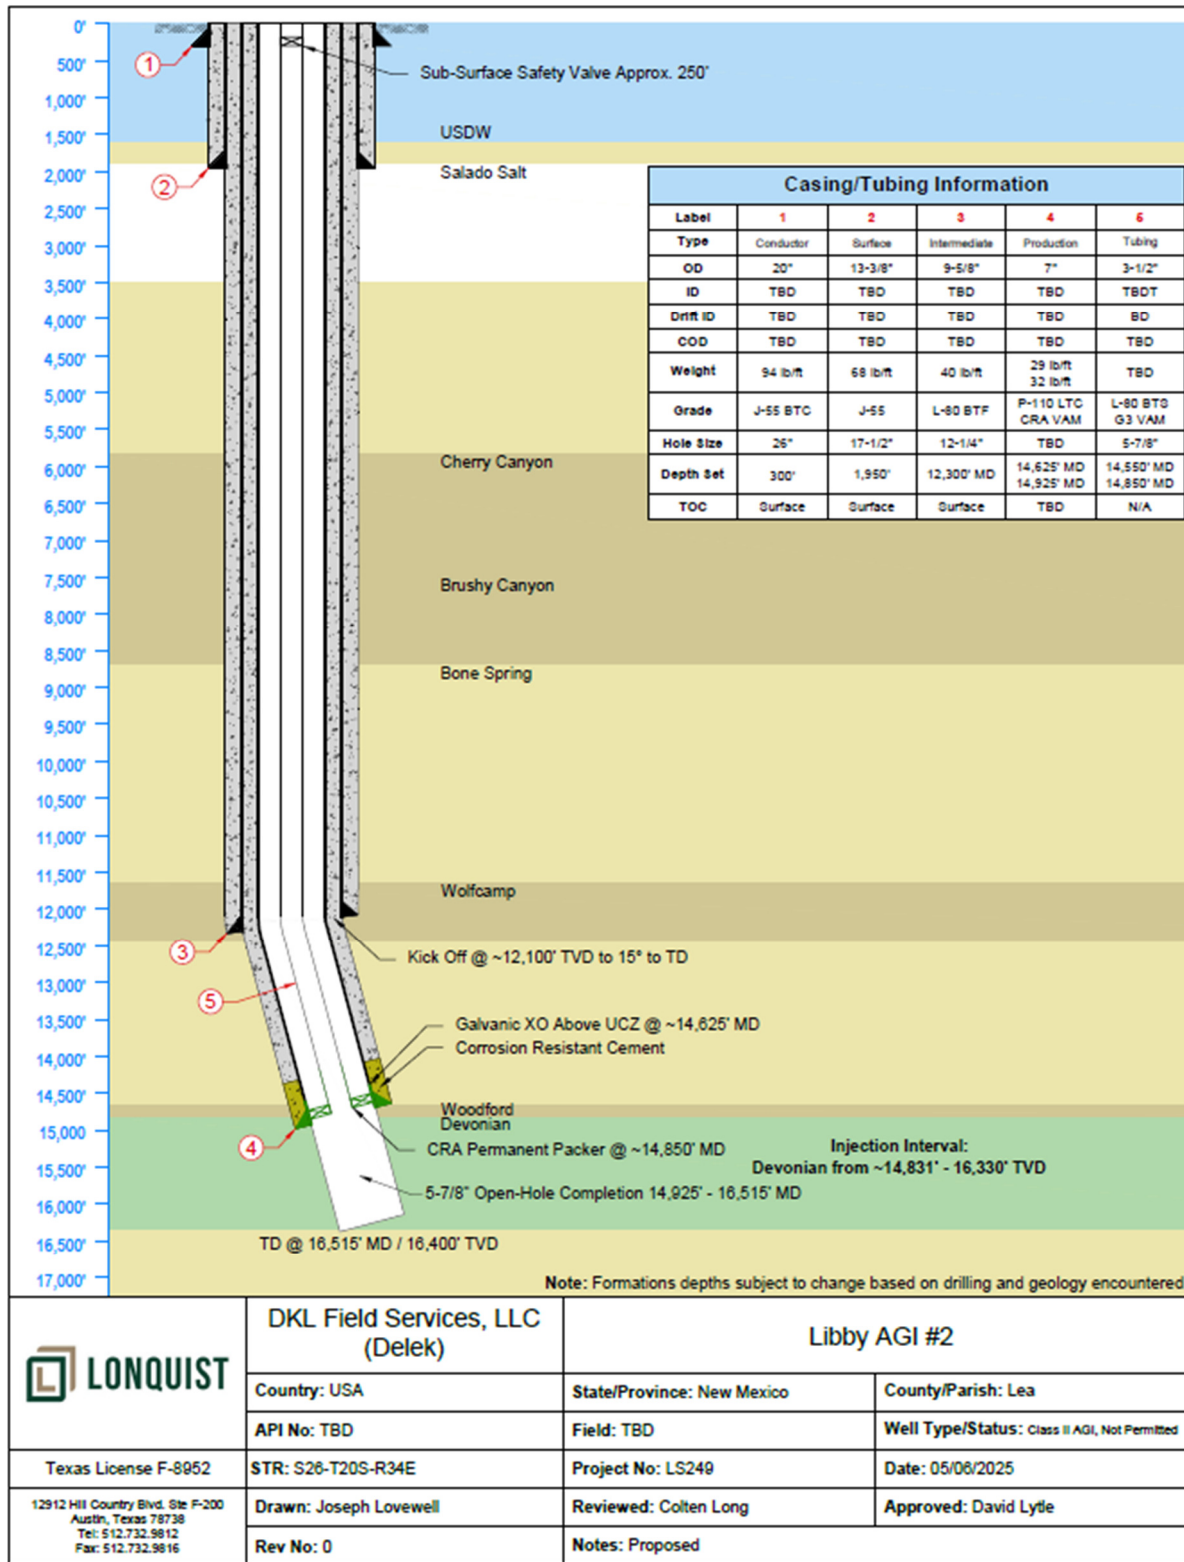 0'
500'
1,000'
1,500'
2,000'
2,500'
3,000'
3,500'
4,000'
4,500'
5,000'
5,500'
6,000'
6,500'
7,000'
7,500'
8,000'
8,500'
9,000'
9,500'
10,000'
10,500'
11,000'
11,500'
12,000'
12,500'
13,000'
13,500'
14,000'
14,500'
15,000
15,500'
16,000'
16,500'
17,000'
1
Sub-Surface Safety Valve Approx. 250'
USDW
2
Salado Salt
Casing/Tubing Information
Label 1 2 3 4 5
Type Conductor Surface Intermediate Production Tubing
OD 20" 13-3/8" 9-5/8" 7" 3-1/2"
ID TBD TBD TBD TBD TBDT
Drift ID TBD TBD TBD TBD BD
COD TBD TBD TBD TBD TBD
Weight 94 lb/ft 68 lb/ft 40 lb/ft 29 lb/ft 32 lb/ft TBD
Grade J-55 BTC J-55 L-80 BTF P-110 LTC CRA VAM L-80 BTS G3 VAM
Hole Size 26" 17-1/2" 12-1/4" TBD 5-7/8"
Depth Set 300' 1,950' 12,300' MD 14,625' MD 14,925' MD 14,550' MD 14,850' MD
TOC Surface Surface Surface TBD N/A
Cherry Canyon
Brushy Canyon
Bone Spring
Wolfcamp
3
Kick Off @ ~12,100' TVD to 15° to TD
5
Galvanic XO Above UCZ @ ~14,625' MD
Corrosion Resistant Cement
Woodford
Devonian
4
CRA Permanent Packer @ ~14,850' MD
Injection Interval:
Devonian from ~14,831' - 16,330' TVD
5-7/8" Open-Hole Completion 14,925' - 16,515' MD
TD @ 16,515' MD / 16,400' TVD
Note: Formations depths subject to change based on drilling and geology encountered
LONQUIST
DKL Field Services, LLC
(Delek)
Libby AGI #2
Country: USA
State/Province: New Mexico
County/Parish: Lea
API No: TBD
Field: TBD
Well Type/Status: Class II AGI, Not Permitted
Texas License F-8952
STR: S26-T20S-R34E
Project No: LS249
Date: 05/06/2025
12912 Hill Country Blvd. Ste F-200
Austin, Texas 78738
Tel: 512.732.9812
Fax: 512.732.9816
Drawn: Joseph Lovewell
Reviewed: Colten Long
Approved: David Lytle
Rev No: 0
Notes: Proposed